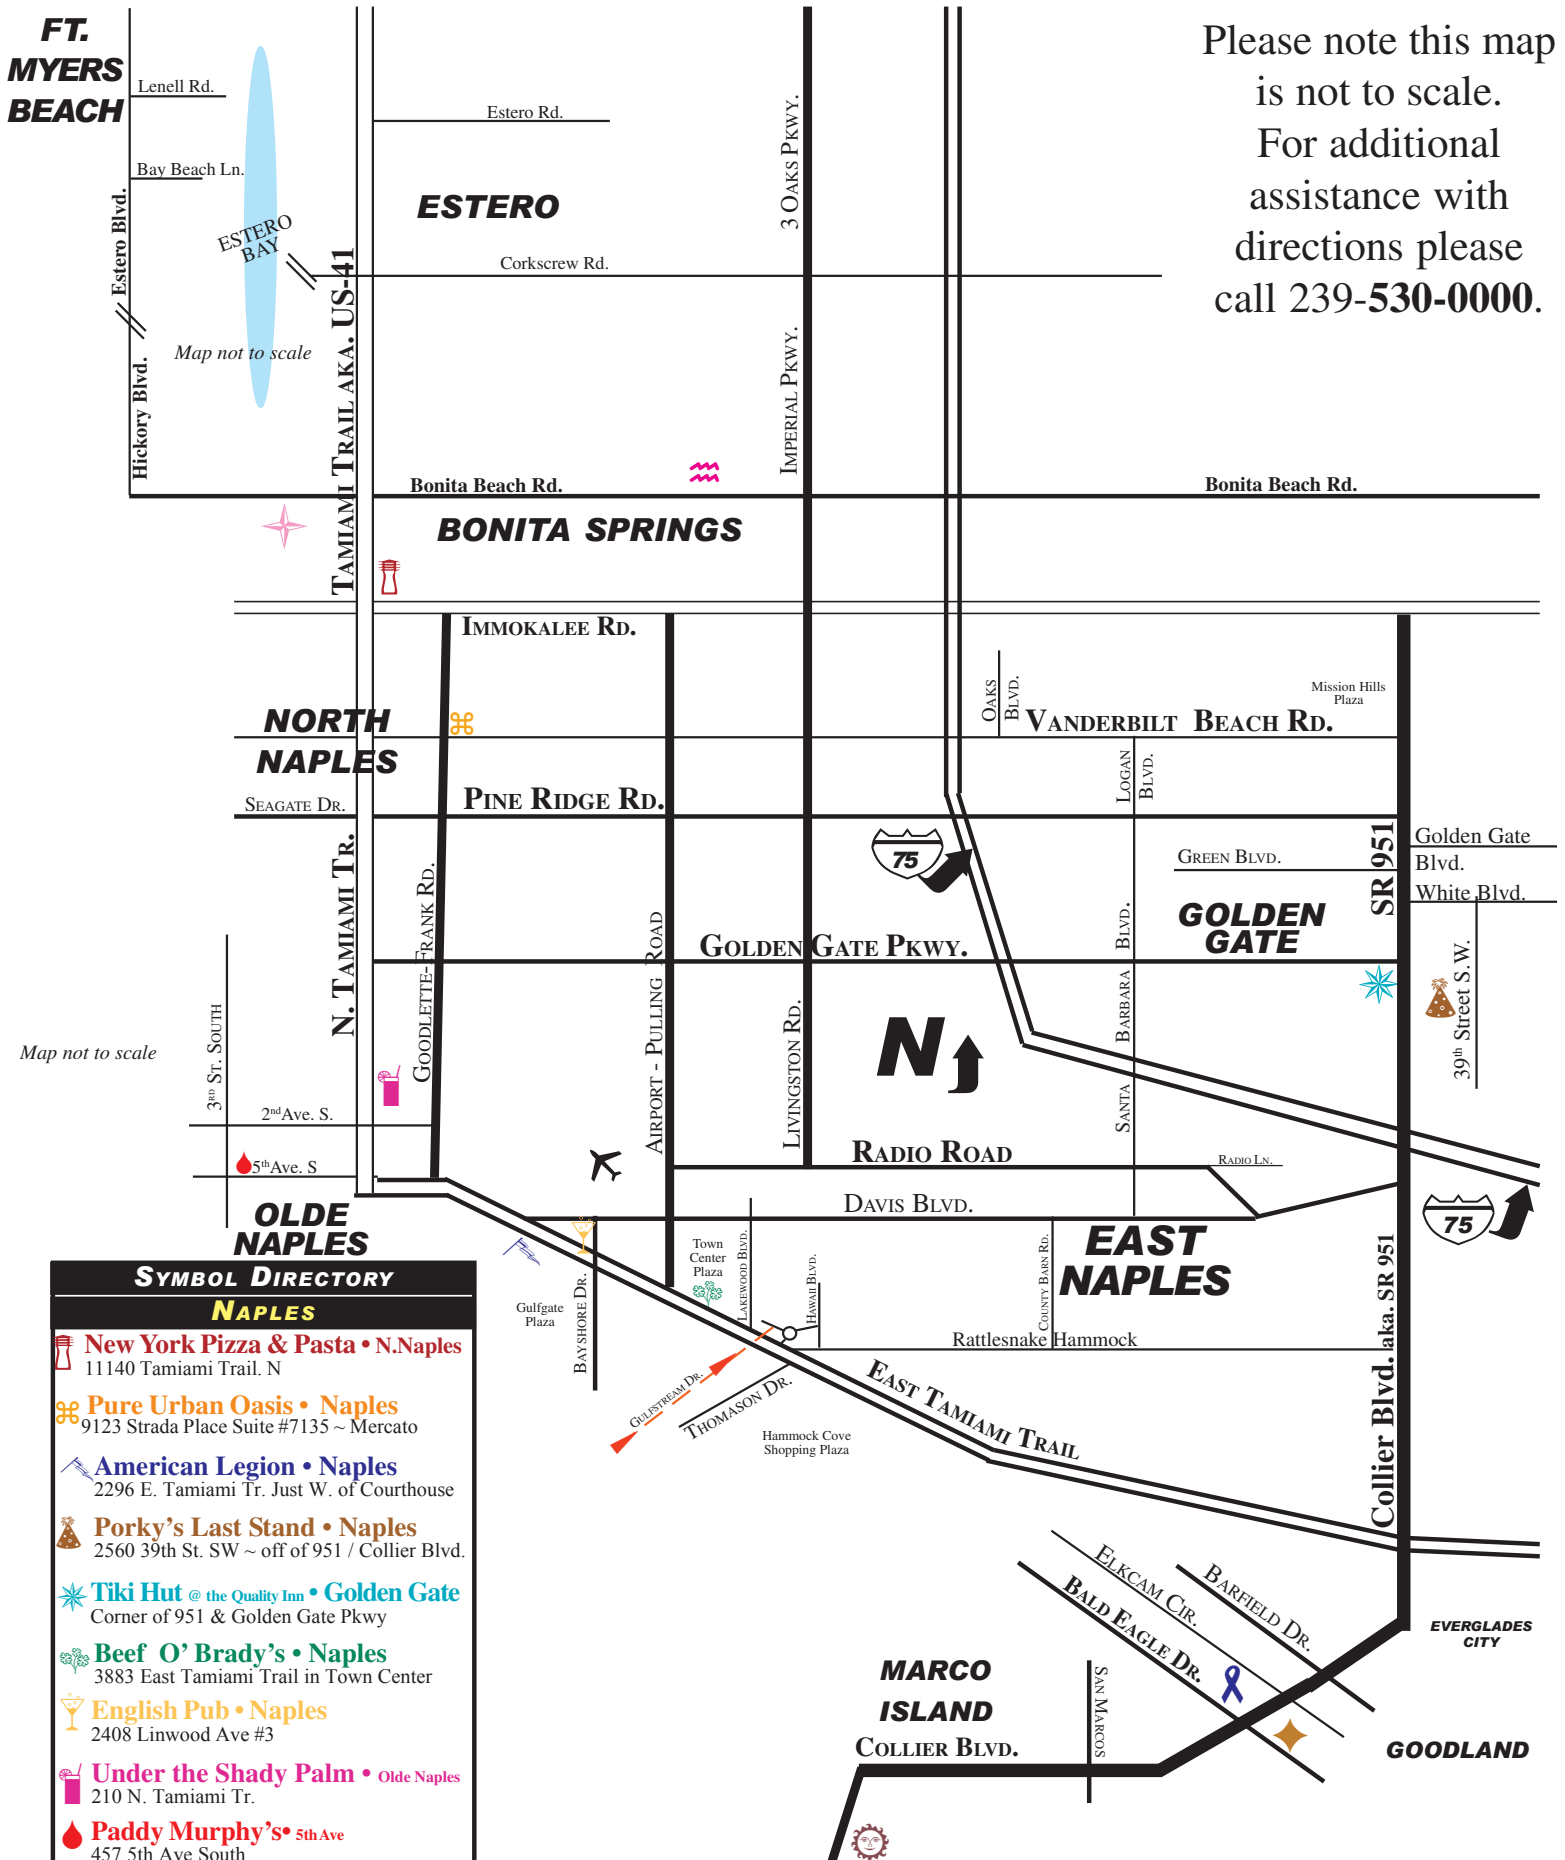 FT.
MYERS
BEACH
Lenell Rd.
Bay Beach Ln.
Estero Blvd.
ESTERO
BAY
Hickory Blvd.
Map not to scale
TAMIAMI TRAIL AKA. US-41
Estero Rd.
ESTERO
Corkscrew Rd.
3 OAKS PKWY.
IMPERIAL PKWY.
Please note this map
is not to scale.
For additional
assistance with
directions please
call 239-530-0000.
Bonita Beach Rd.
Bonita Beach Rd.
BONITA SPRINGS
IMMOKALEE RD.
NORTH
NAPLES
OAKS
BLVD.
Mission Hills
Plaza
VANDERBILT BEACH RD.
LOGAN
BLVD.
SEAGATE DR.
PINE RIDGE RD.
N. TAMIAMI TR.
GOODLETTE-FRANK RD.
75
GREEN BLVD.
SR 951
Golden Gate
Blvd.
White Blvd.
GOLDEN
GATE
GOLDEN GATE PKWY.
AIRPORT - PULLING ROAD
LIVINGSTON RD.
N
SANTA BARBARA BLVD.
39th Street S.W.
Map not to scale
3RD ST. SOUTH
2nd Ave. S.
5th Ave. S
RADIO ROAD
RADIO LN.
DAVIS BLVD.
75
OLDE
NAPLES
EAST
NAPLES
Town
Center
Plaza
LAKEWOOD BLVD.
HAWAII BLVD.
COUNTY BARN RD.
Gulfgate
Plaza
BAYSHORE DR.
Rattlesnake Hammock
GULFSTREAM DR.
THOMASON DR.
EAST TAMIAMI TRAIL
Hammock Cove
Shopping Plaza
Collier Blvd. aka. SR 951
ELKCAM CIR.
BARFIELD DR.
BALD EAGLE DR.
EVERGLADES
CITY
MARCO
ISLAND
SAN MARCOS
COLLIER BLVD.
GOODLAND
SYMBOL DIRECTORY
NAPLES
New York Pizza & Pasta • N.Naples
11140 Tamiami Trail. N
Pure Urban Oasis • Naples
9123 Strada Place Suite #7135 ~ Mercato
American Legion • Naples
2296 E. Tamiami Tr. Just W. of Courthouse
Porky's Last Stand • Naples
2560 39th St. SW ~ off of 951 / Collier Blvd.
Tiki Hut @ the Quality Inn • Golden Gate
Corner of 951 & Golden Gate Pkwy
Beef O' Brady's • Naples
3883 East Tamiami Trail in Town Center
English Pub • Naples
2408 Linwood Ave #3
Under the Shady Palm • Olde Naples
210 N. Tamiami Tr.
Paddy Murphy's• 5th Ave
457 5th Ave South